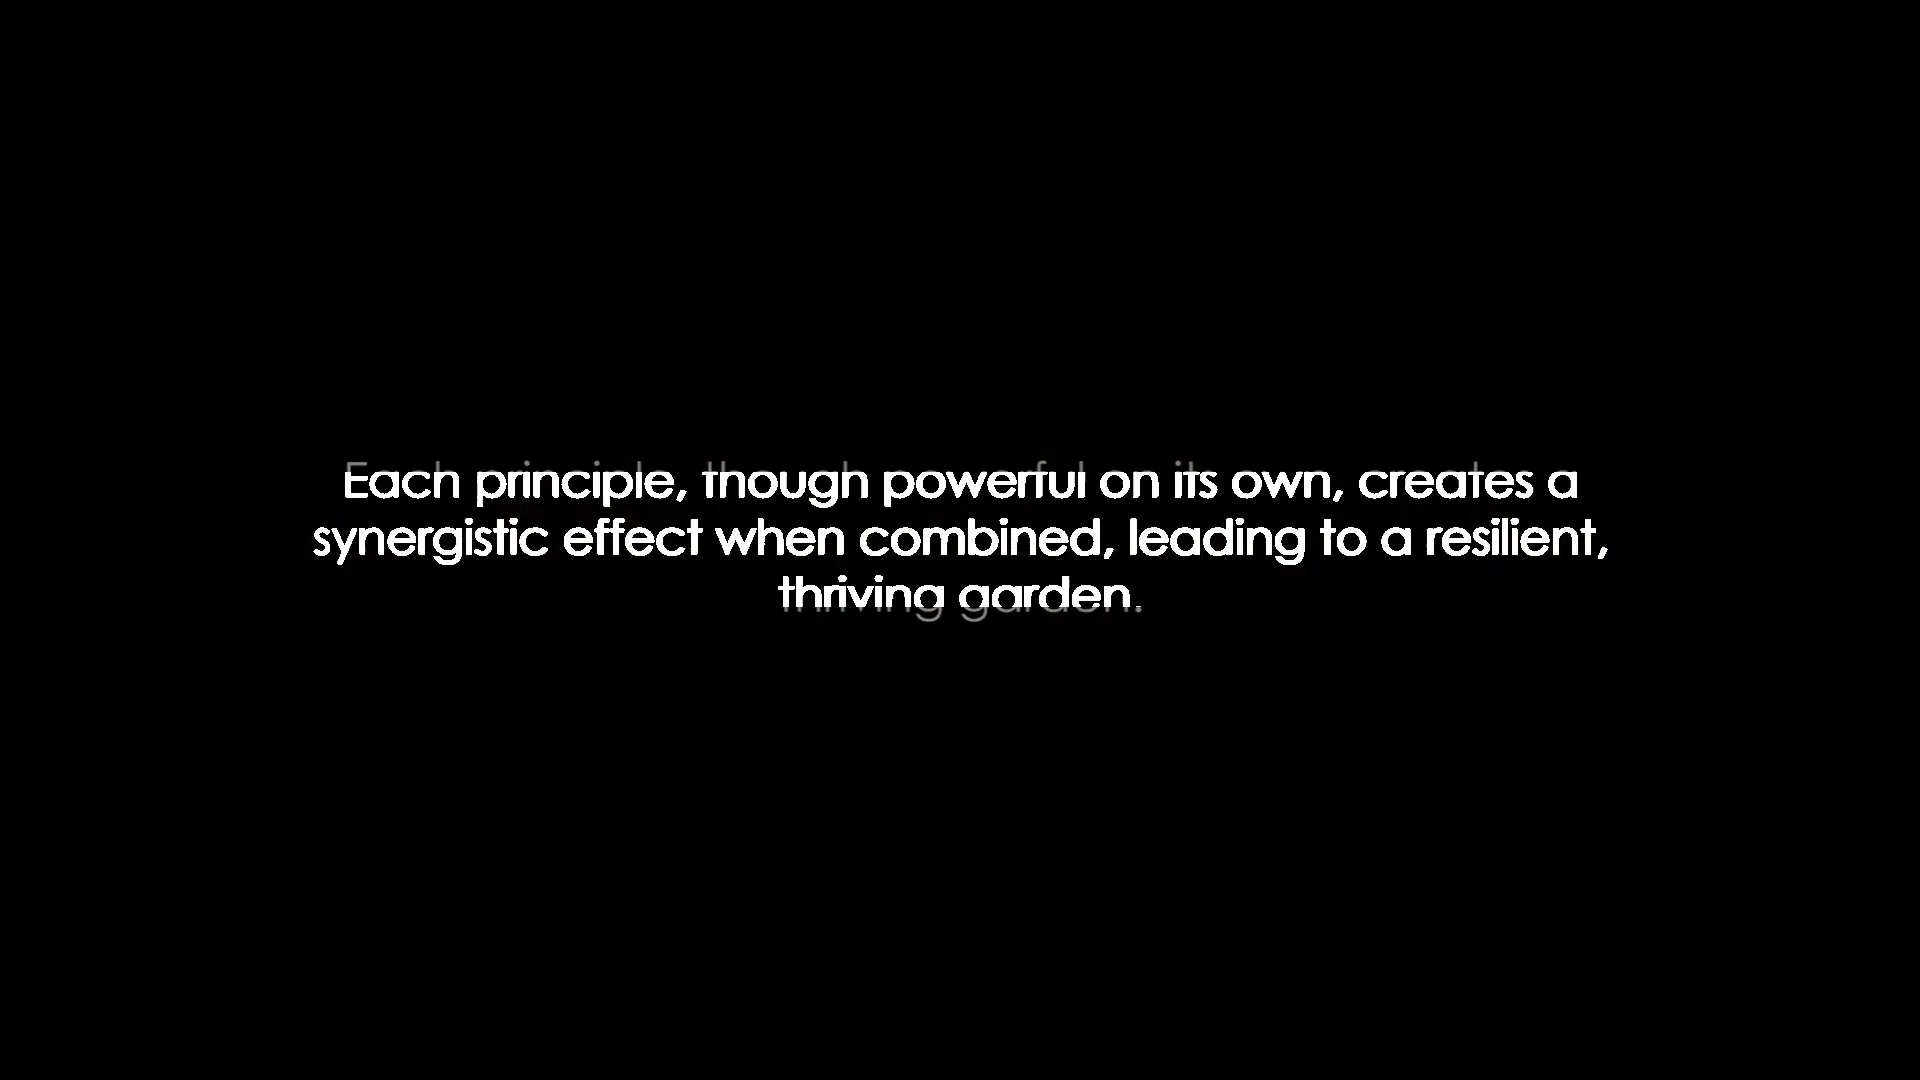 Each principle, though powerful on its own, creates a
synergistic effect when combined, leading to a resilient,
thriving garden.